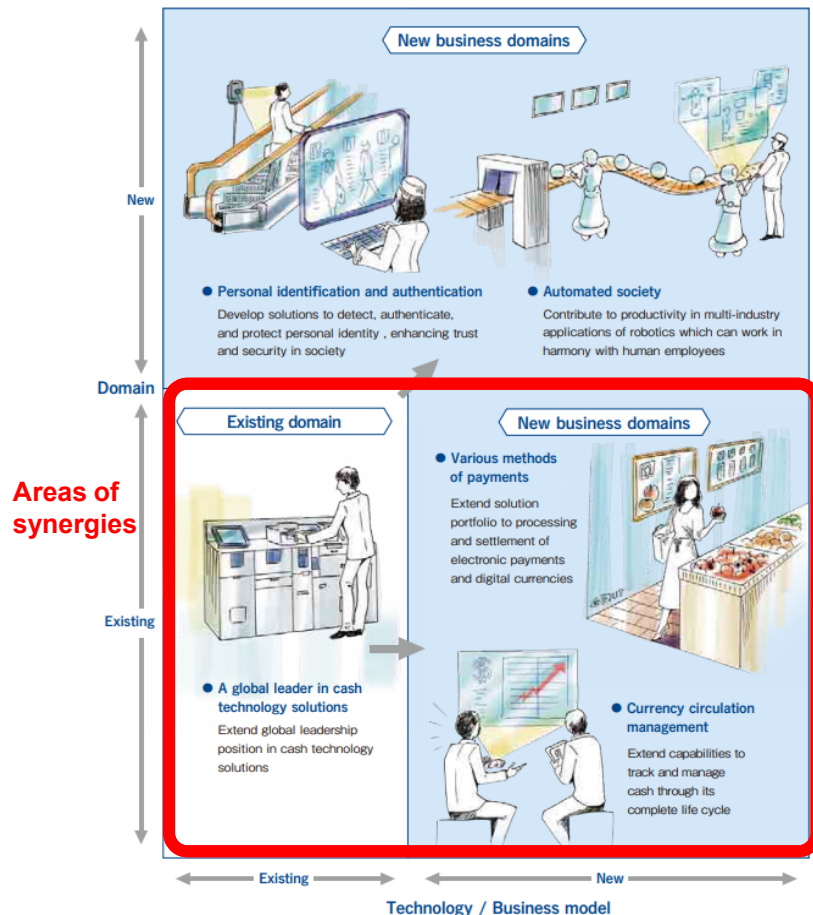 New business domains
New
● Personal identification and authentication
Develop solutions to detect, authenticate,
and protect personal identity , enhancing trust
and security in society
● Automated society
Contribute to productivity in multi-industry
applications of robotics which can work in
harmony with human employees
Domain
Existing domain
New business domains
Areas of
synergies
● Various methods
of payments
Extend solution
portfolio to processing
and settlement of
electronic payments
and digital currencies
Existing
● A global leader in cash
technology solutions
Extend global leadership
position in cash technology
solutions
● Currency circulation
management
Extend capabilities to
track and manage
cash through its
complete life cycle
Existing
New
Technology / Business model